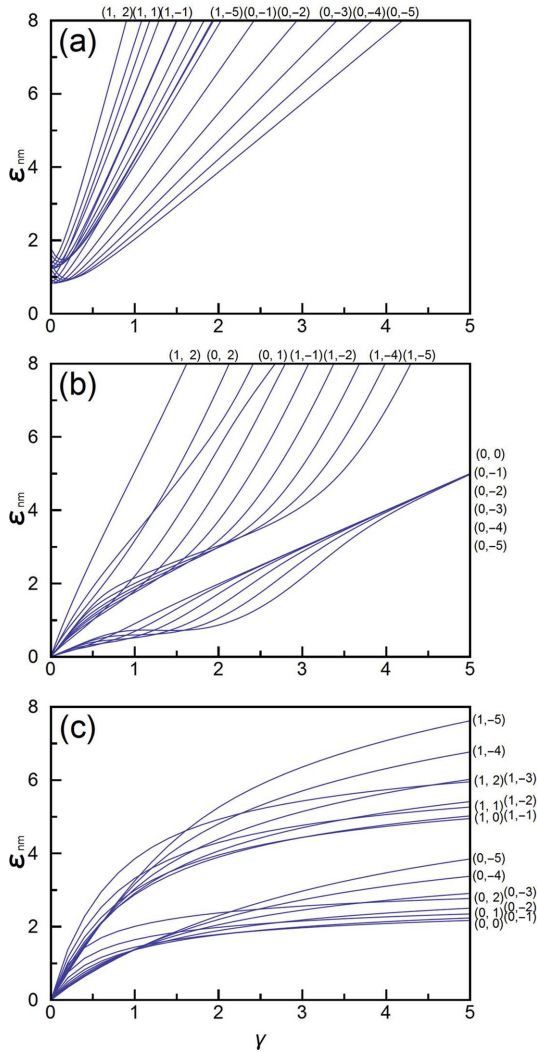 (1, 2)(1, 1)(1,−1) (1,−5)(0,−1)(0,−2) (0,−3)(0,−4)(0,−5)
8
(a)
6
εnm
4
2
0
0 1 2 3 4 5
(1, 2) (0, 2) (0, 1)(1,−1)(1,−2) (1,−4)(1,−5)
8
(b)
6
(0, 0)
(0,−1)
εnm
4
(0,−2)
(0,−3)
(0,−4)
(0,−5)
2
0
0 1 2 3 4 5
8
(c)
(1,−5)
(1,−4)
6
(1, 2)(1,−3)
(1, 1)(1,−2)
(1, 0)(1,−1)
εnm
4
(0,−5)
(0,−4)
(0, 2)(0,−3)
(0, 1)(0,−2)
(0, 0)(0,−1)
2
0
0 1 2 3 4 5
γ